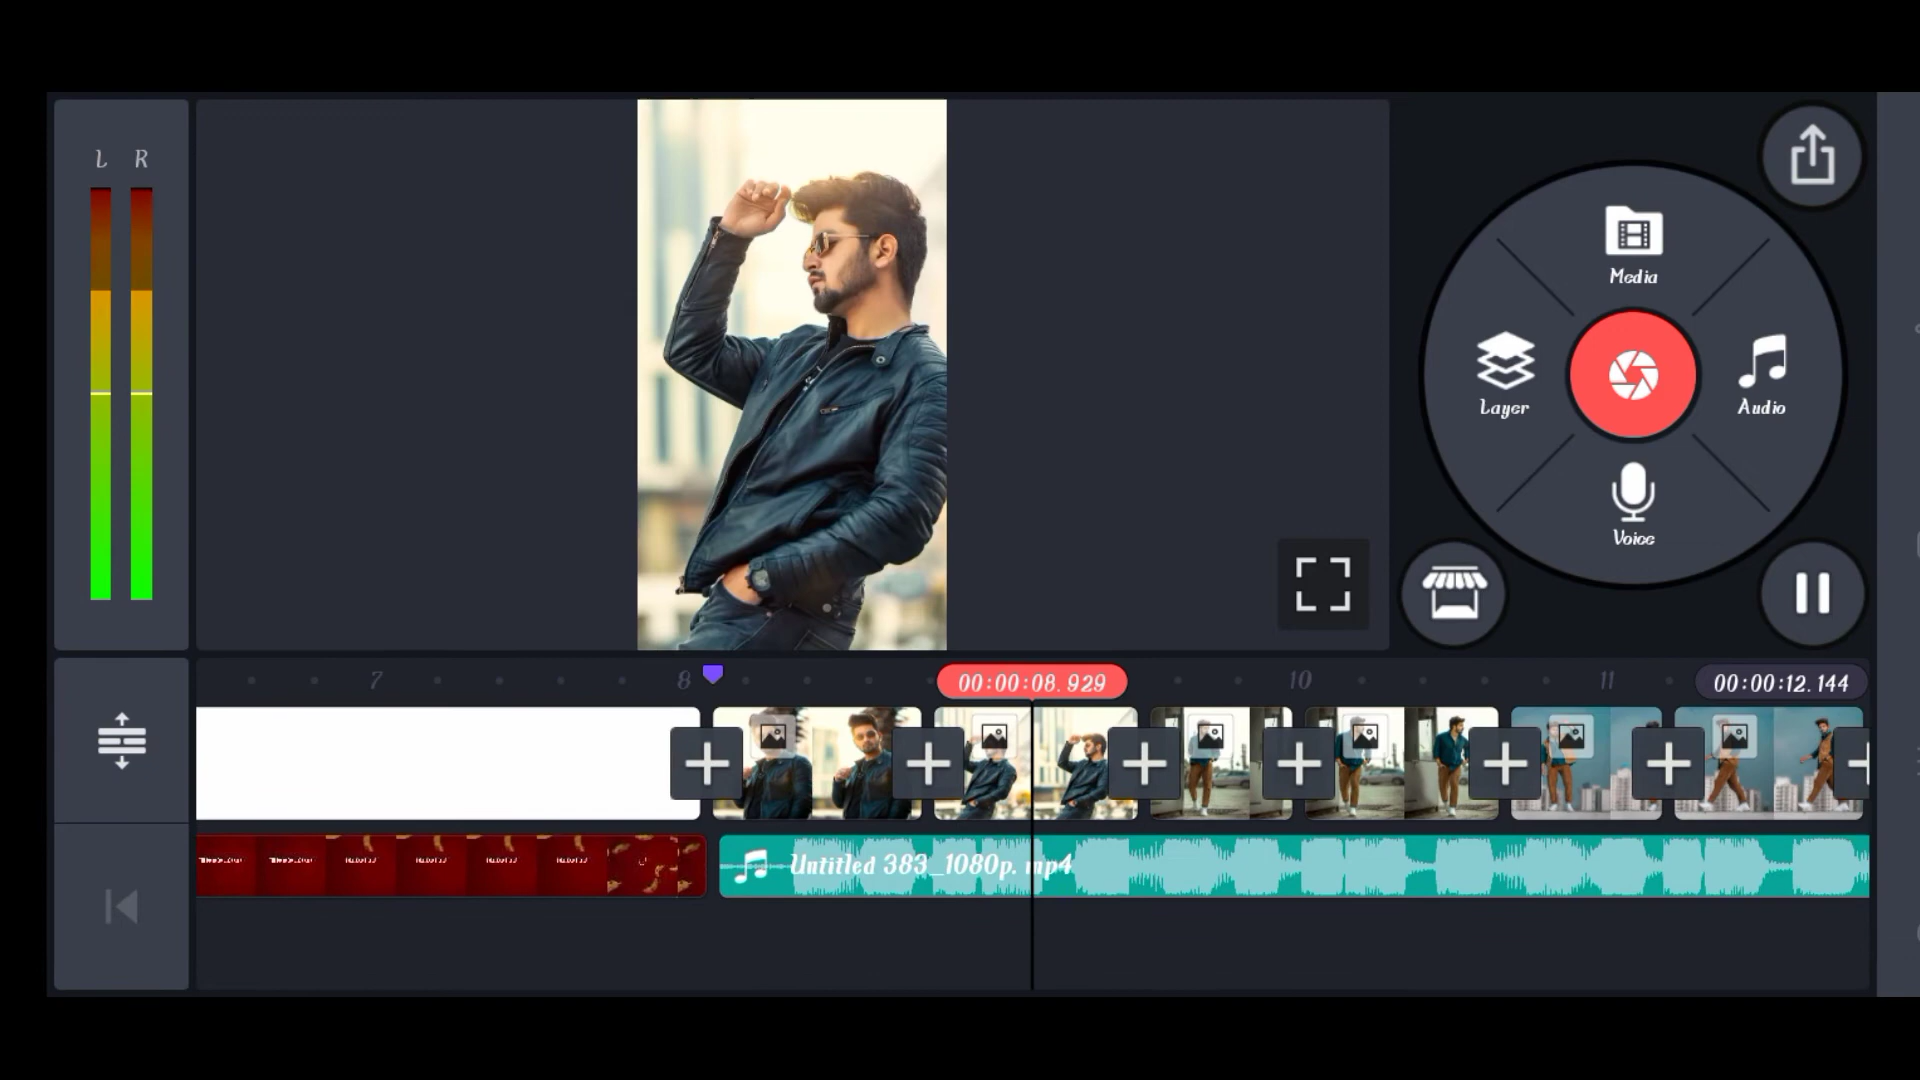 L R
Media
Layer
Audio
Voice
7 8 00:00:08.929 10 11 00:00:12.144
Untitled 383_1080p.mp4